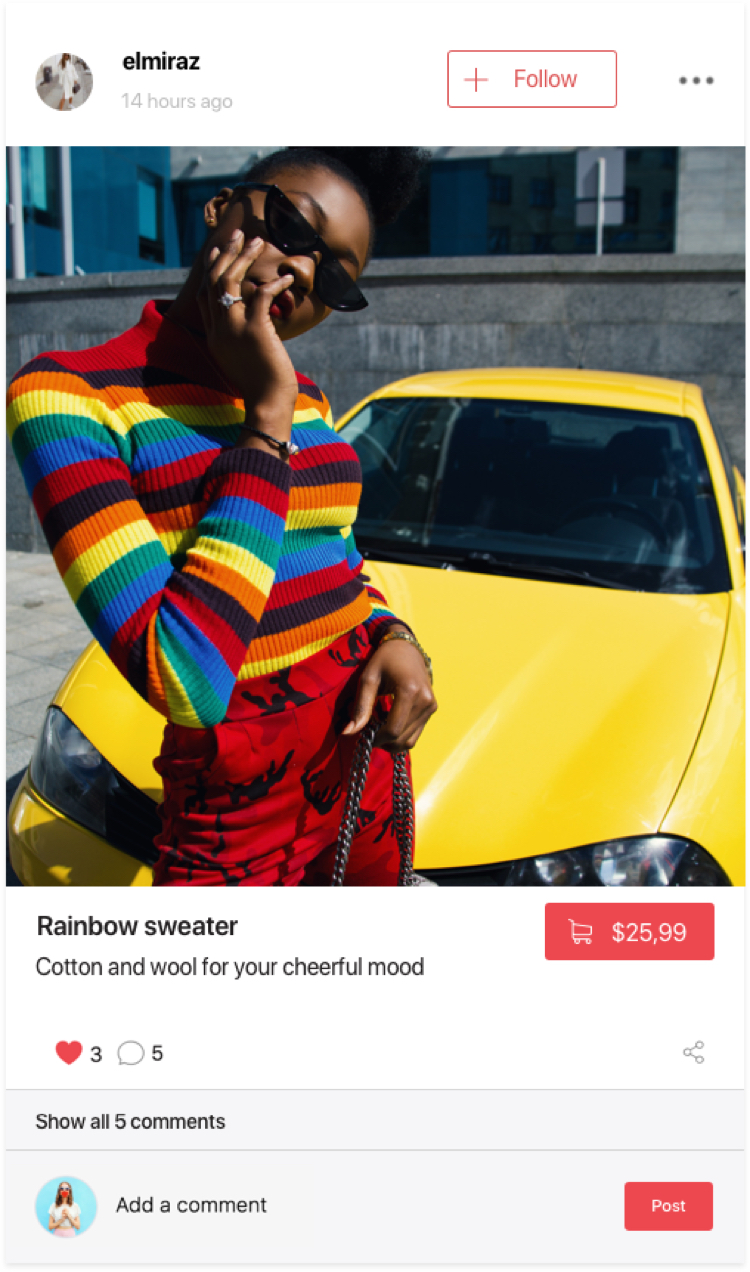 elmiraz
14 hours ago
Follow
Rainbow sweater
$25,99
Cotton and wool for your cheerful mood
3
5
Show all 5 comments
Add a comment
Post